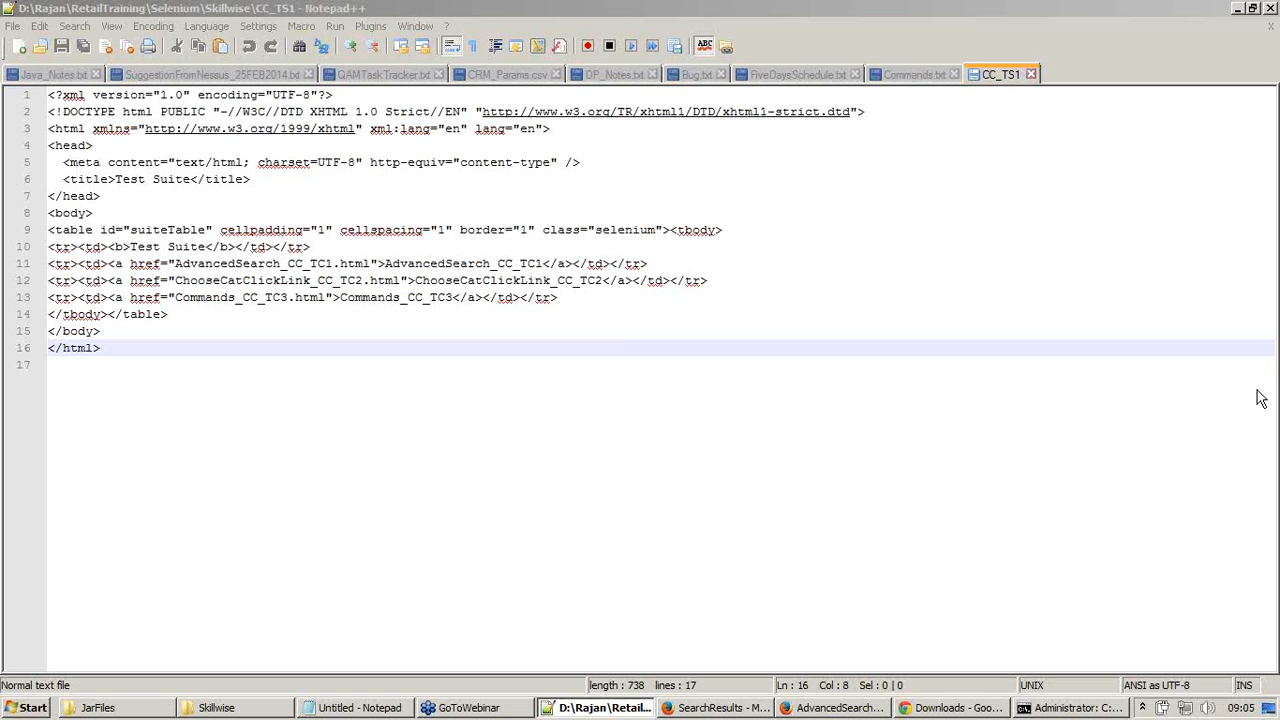 D:\Rajan\RetailTraining\Selenium\Skillwise\CC_TS1 - Notepad++
File Edit Search View Encoding Language Settings Macro Run Plugins Window ?
X
Java_Notes.txt SuggestionFromNessus_25FEB2014.txt QAMTaskTracker.txt CRM_Params.csv DP_Notes.txt Bug.txt FiveDaysSchedule.txt Commands.txt CC_TS1
1 <?xml version="1.0" encoding="UTF-8"?>
2 <!DOCTYPE html PUBLIC "-//W3C//DTD XHTML 1.0 Strict//EN" "http://www.w3.org/TR/xhtml1/DTD/xhtml1-strict.dtd">
3 <html xmlns="http://www.w3.org/1999/xhtml" xml:lang="en" lang="en">
4 <head>
5 <meta content="text/html; charset=UTF-8" http-equiv="content-type" />
6 <title>Test Suite</title>
7 </head>
8 <body>
9 <table id="suiteTable" cellpadding="1" cellspacing="1" border="1" class="selenium"><tbody>
10 <tr><td><b>Test Suite</b></td></tr>
11 <tr><td><a href="AdvancedSearch_CC_TC1.html">AdvancedSearch_CC_TC1</a></td></tr>
12 <tr><td><a href="ChooseCatClickLink_CC_TC2.html">ChooseCatClickLink_CC_TC2</a></td></tr>
13 <tr><td><a href="Commands_CC_TC3.html">Commands_CC_TC3</a></td></tr>
14 </tbody></table>
15 </body>
16 </html>
17
Normal text file length : 738 lines : 17 Ln : 16 Col : 8 Sel : 0 | 0 UNIX ANSI as UTF-8 INS
Start JarFiles Skillwise Untitled - Notepad GoToWebinar D:\Rajan\Retail... SearchResults - M... AdvancedSearch... Downloads - Goo... Administrator: C:... 09:05